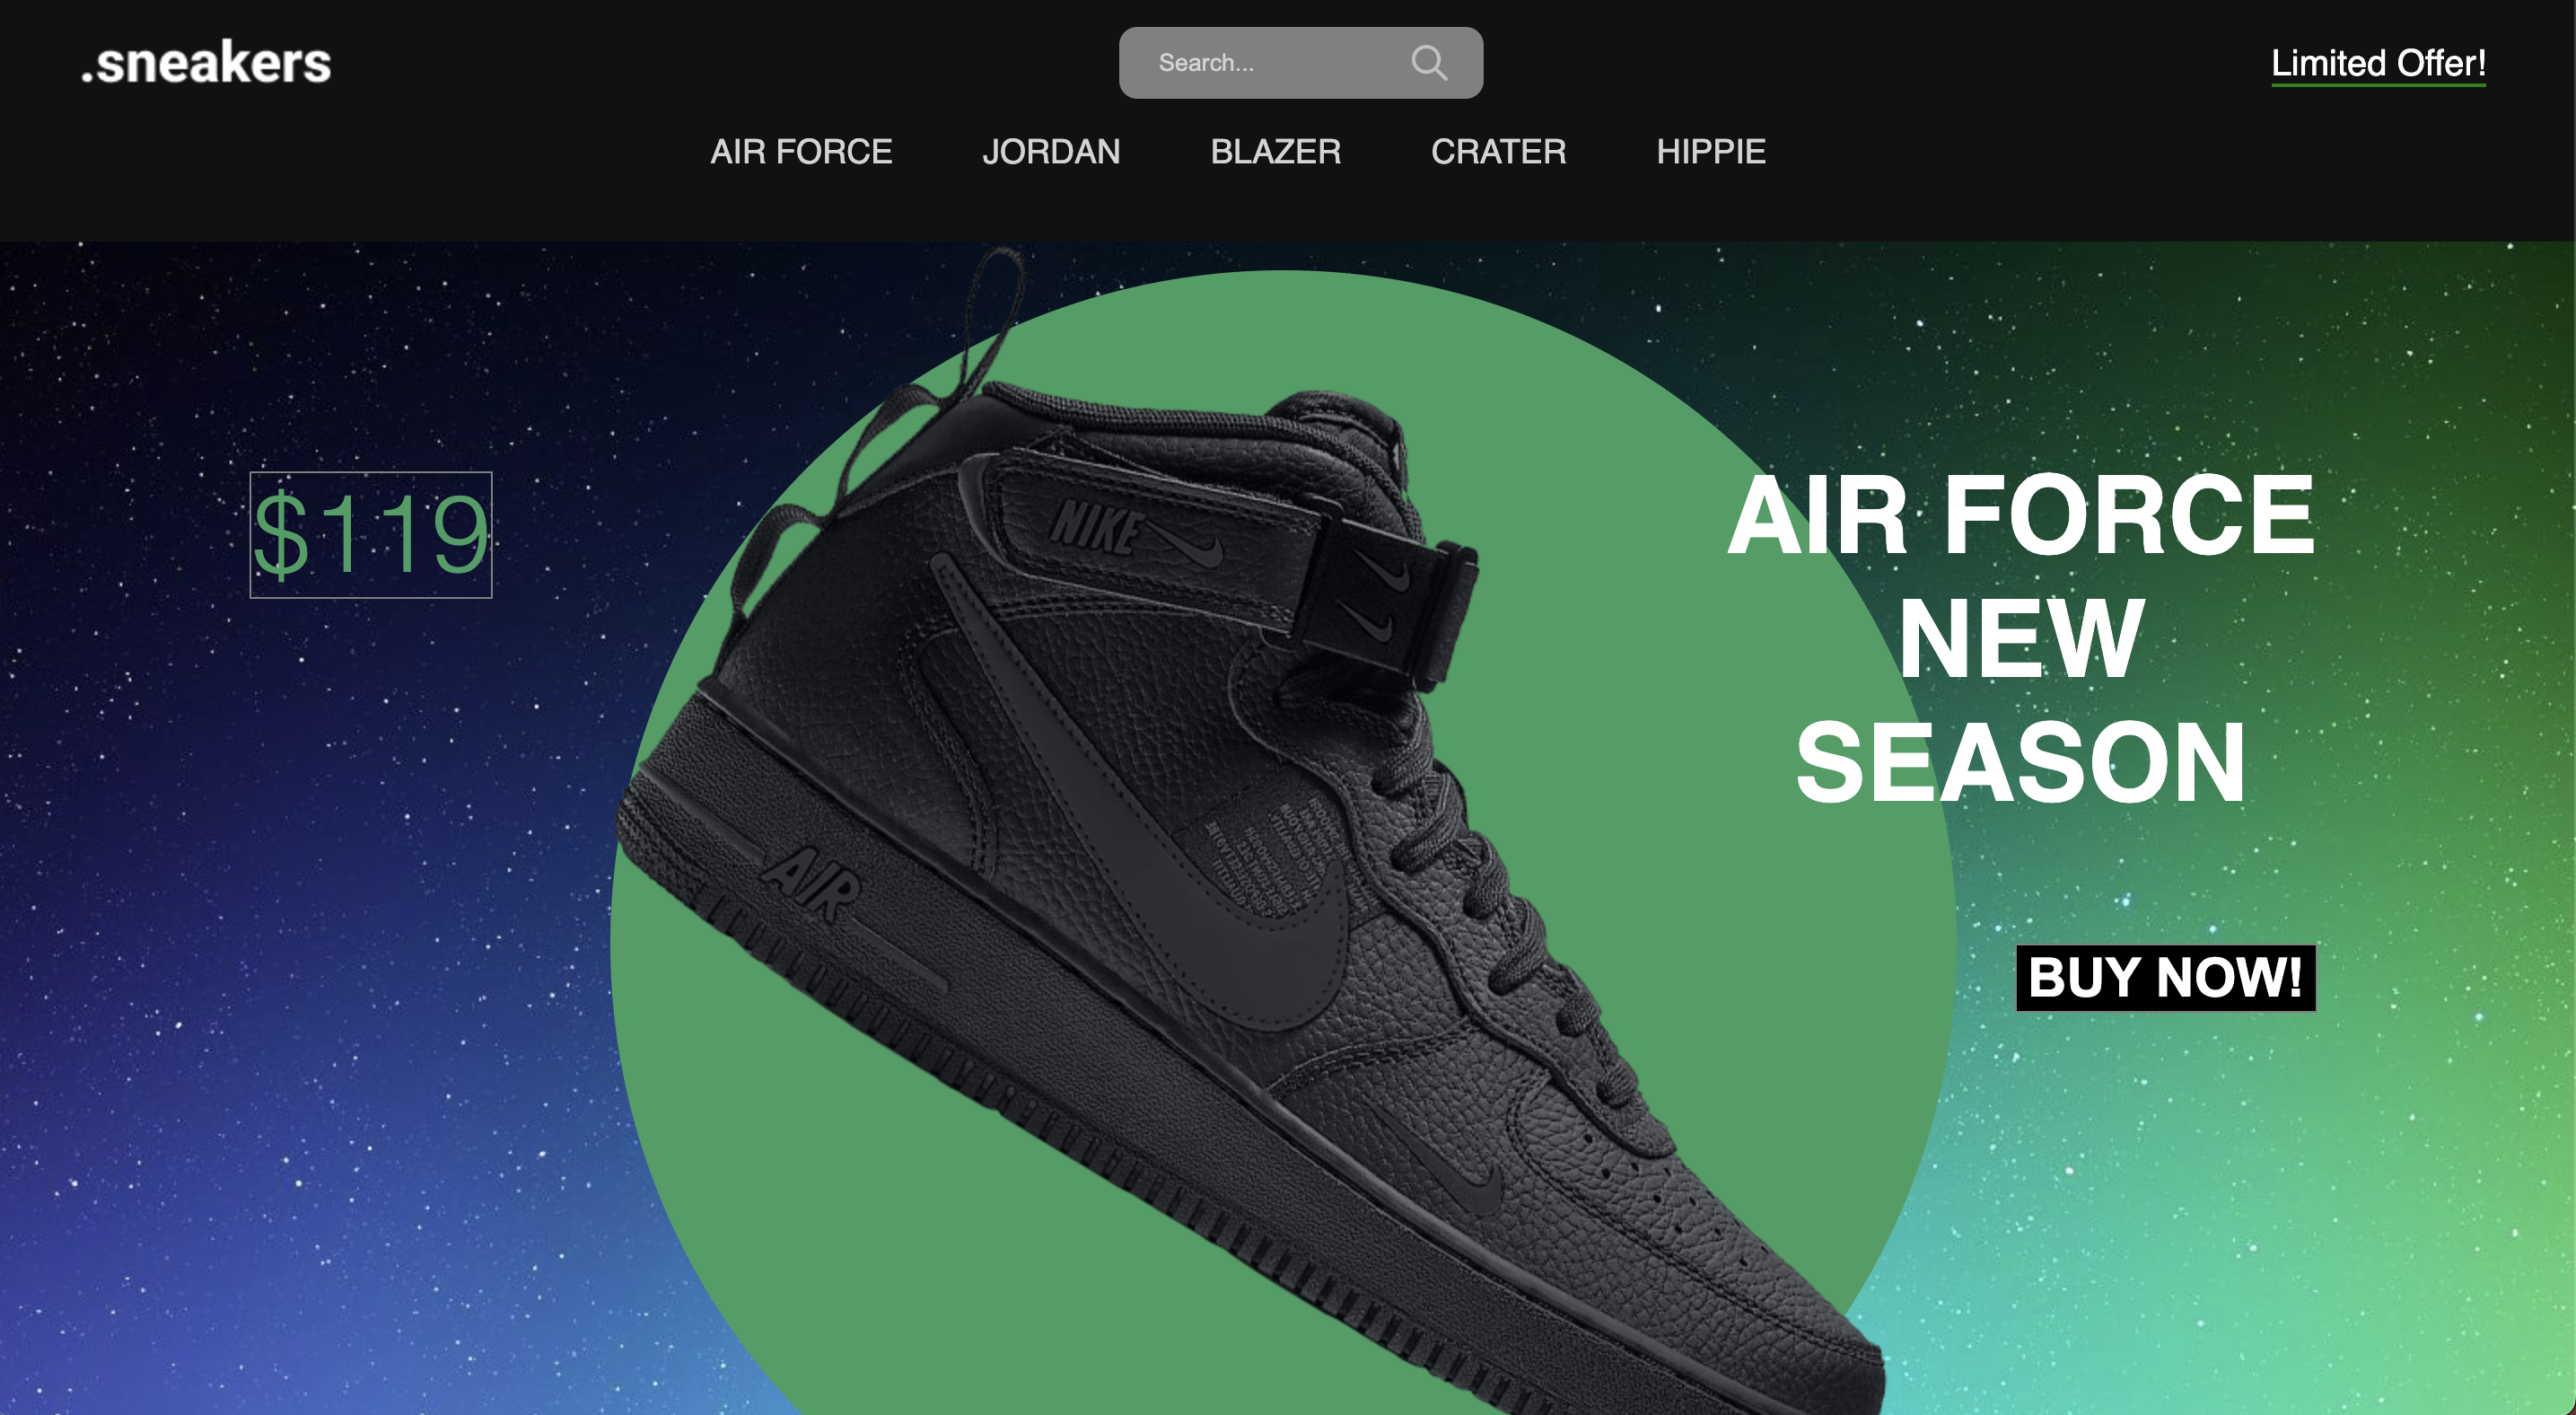 .sneakers
Search...
Limited Offer!
AIR FORCE JORDAN BLAZER CRATER HIPPIE
$119
AIR FORCE
NEW
SEASON
BUY NOW!
NIKE
AIR